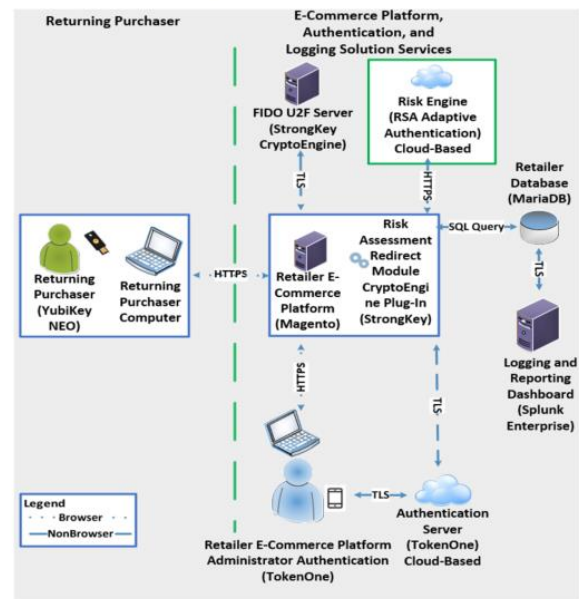 Returning Purchaser
E-Commerce Platform,
Authentication, and
Logging Solution Services
FIDO U2F Server
(StrongKey
CryptoEngine)
Risk Engine
(RSA Adaptive
Authentication)
Cloud-Based
Retailer
Database
(MariaDB)
TLS
HTTPS
SQL Query
TLS
Returning
Purchaser
(YubiKey
NEO)
Returning
Purchaser
Computer
HTTPS
Retailer E-
Commerce
Platform
(Magento)
Risk
Assessment
Redirect
Module
CryptoEngi
ne Plug-In
(StrongKey)
Logging and
Reporting
Dashboard
(Splunk
Enterprise)
HTTPS
TLS
TLS
Authentication
Server
(TokenOne)
Cloud-Based
Retailer E-Commerce Platform
Administrator Authentication
(TokenOne)
Legend
Browser
NonBrowser